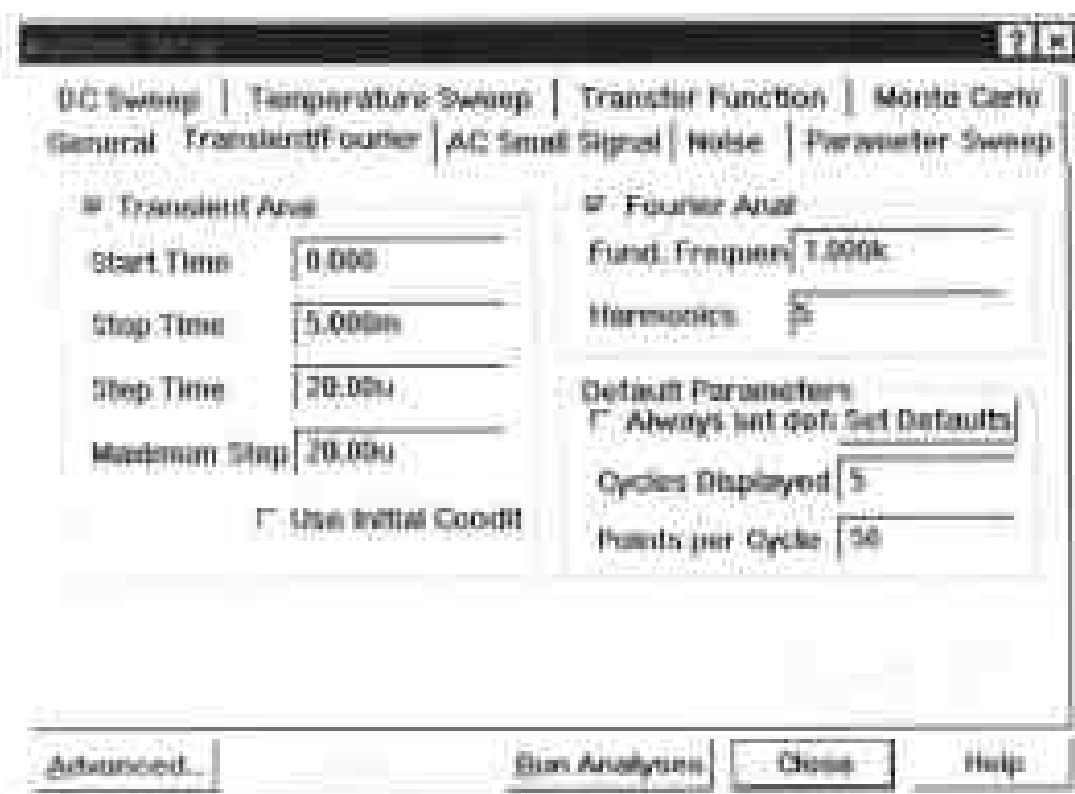 DC Sweep Temperature Sweep Transfer Function Monte Carlo
General Transient/Fourier AC Small Signal Noise Parameter Sweep
Transient Anal
Start Time 0.000
Stop Time 5.000m
Step Time 20.00u
Maximum Step 20.00u
Use Initial Condit
Fourier Anal
Fund. Frequen 1.000k
Harmonics
Default Parameters
Always set def: Set Defaults
Cycles Displayed 5
Points per Cycle 50
Advanced... Run Analyses Close Help